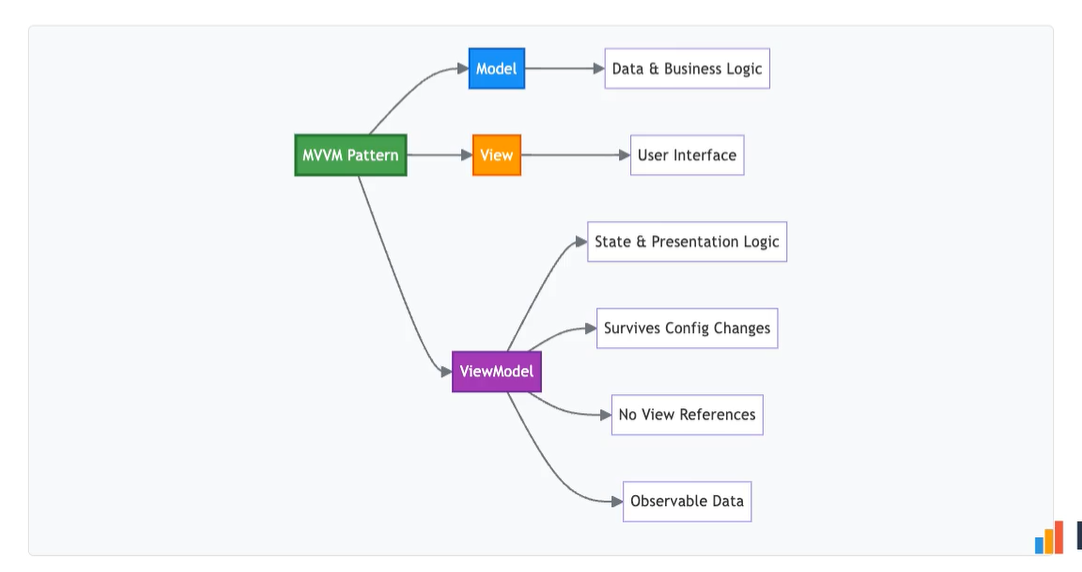 Model
Data & Business Logic
MVVM Pattern
View
User Interface
State & Presentation Logic
Survives Config Changes
ViewModel
No View References
Observable Data